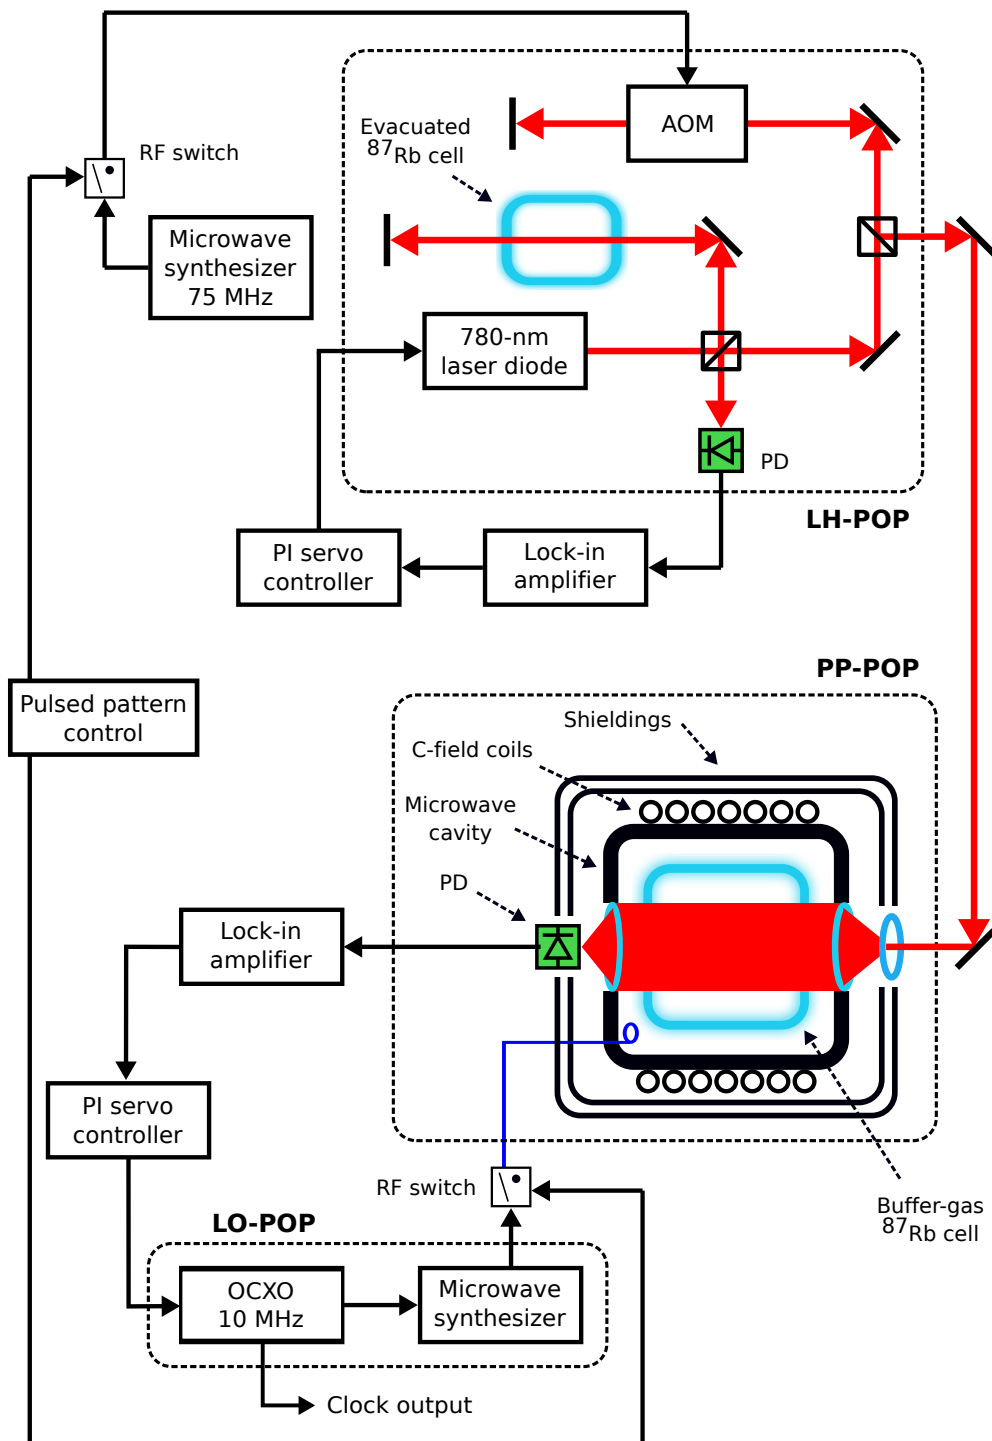 RF switch
Microwave
synthesizer
75 MHz
Evacuated
87Rb cell
AOM
780-nm
laser diode
PD
LH-POP
PI servo
controller
Lock-in
amplifier
Pulsed pattern
control
PP-POP
Shieldings
C-field coils
Microwave
cavity
PD
Lock-in
amplifier
PI servo
controller
RF switch
Buffer-gas
87Rb cell
LO-POP
OCXO
10 MHz
Microwave
synthesizer
Clock output